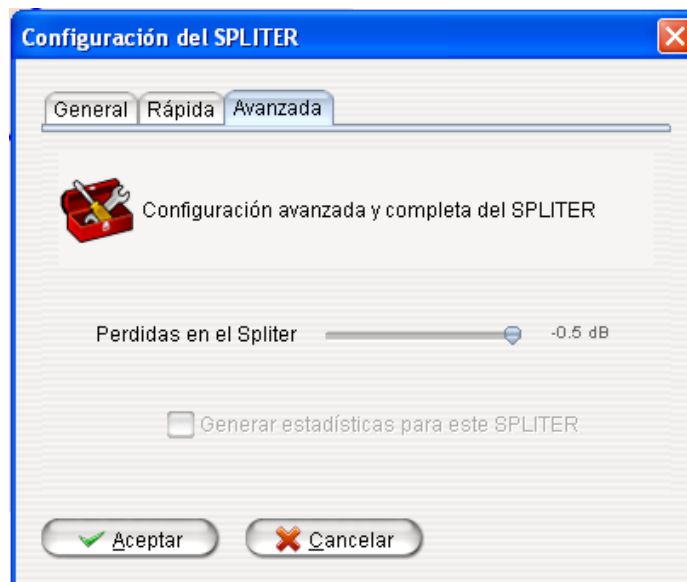 Configuración del SPLITER
General Rápida Avanzada
Configuración avanzada y completa del SPLITER
Perdidas en el Spliter -0.5 dB
Generar estadísticas para este SPLITER
Aceptar Cancelar